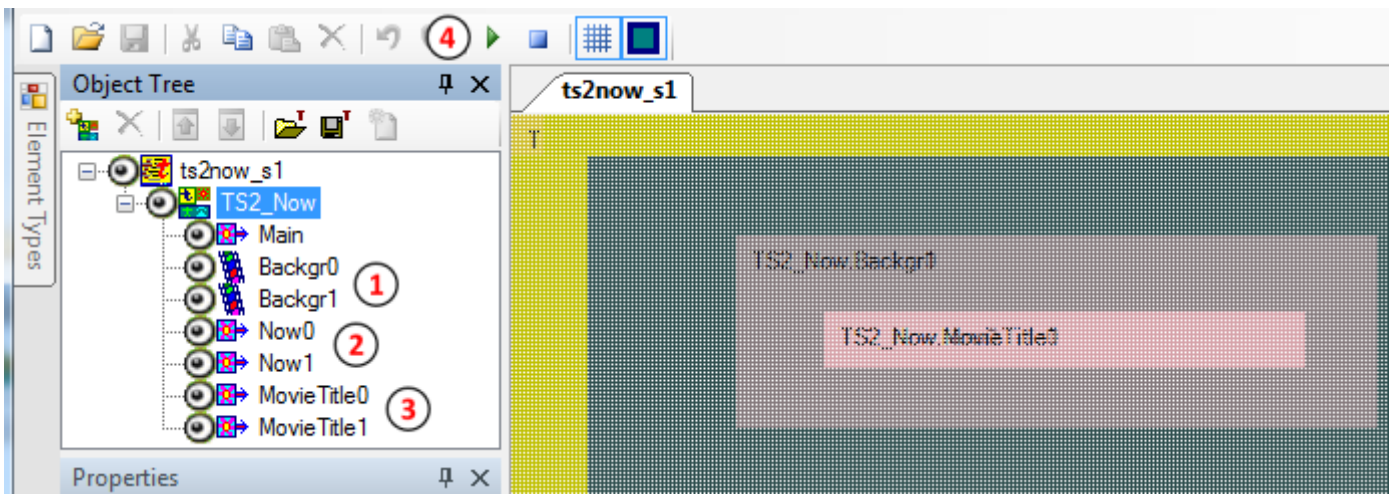 4
Object Tree
ts2now_s1
Element Types
T
ts2now_s1
TS2_Now
Main
Backgr0
Backgr1
1
Now0
Now1
2
MovieTitle0
MovieTitle1
3
TS2_Now.Backgr1
TS2_Now.MovieTitle0
Properties